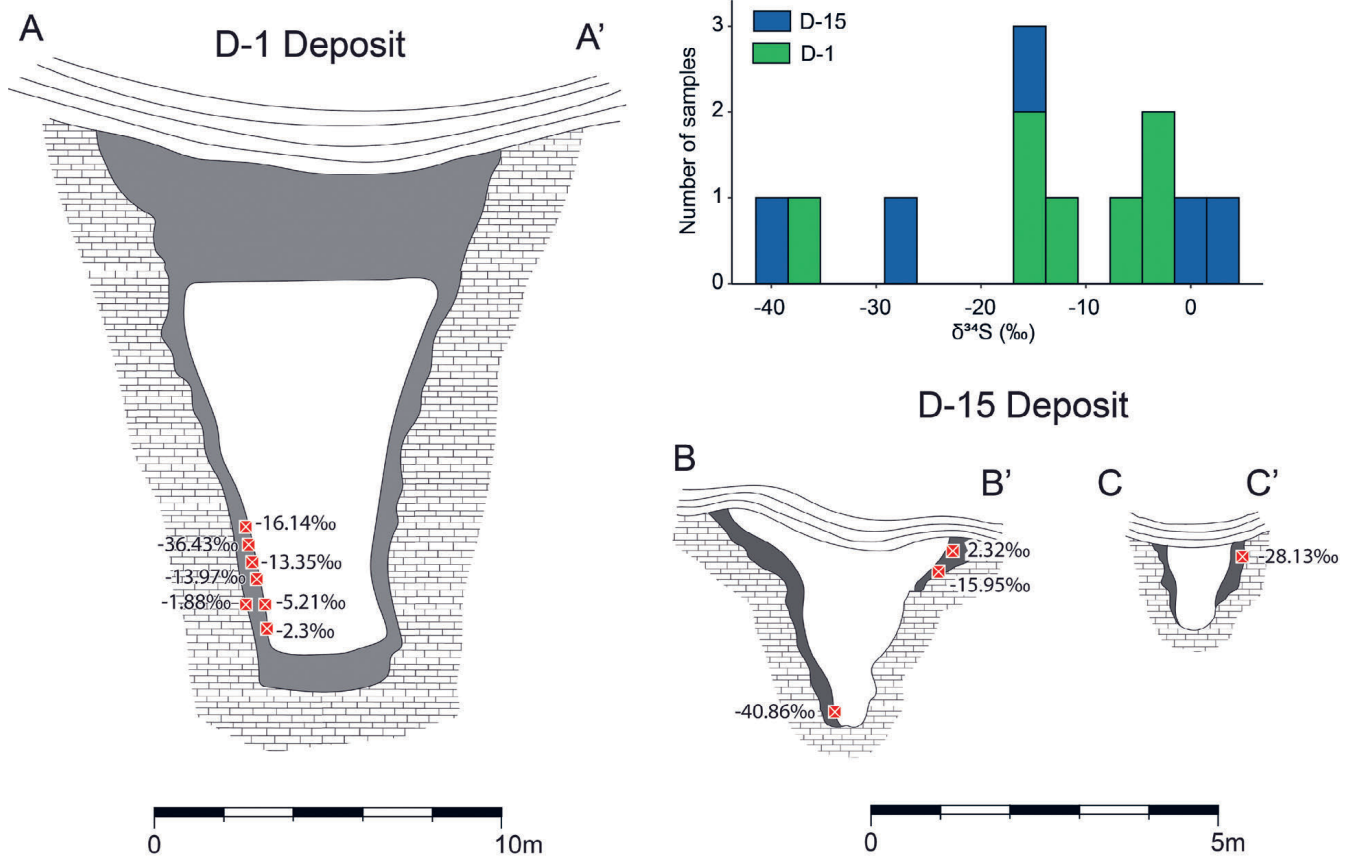 A
A’
D-1 Deposit
-16.14‰
-36.43‰
-13.35‰
-13.97‰
-1.88‰
-5.21‰
-2.3‰
0
10m
D-15
D-1
Number of samples
3
2
1
0
-40
-30
-20
-10
0
δ³⁴S (‰)
D-15 Deposit
B
B’
C
C’
2.32‰
-15.95‰
-28.13‰
-40.86‰
0
5m